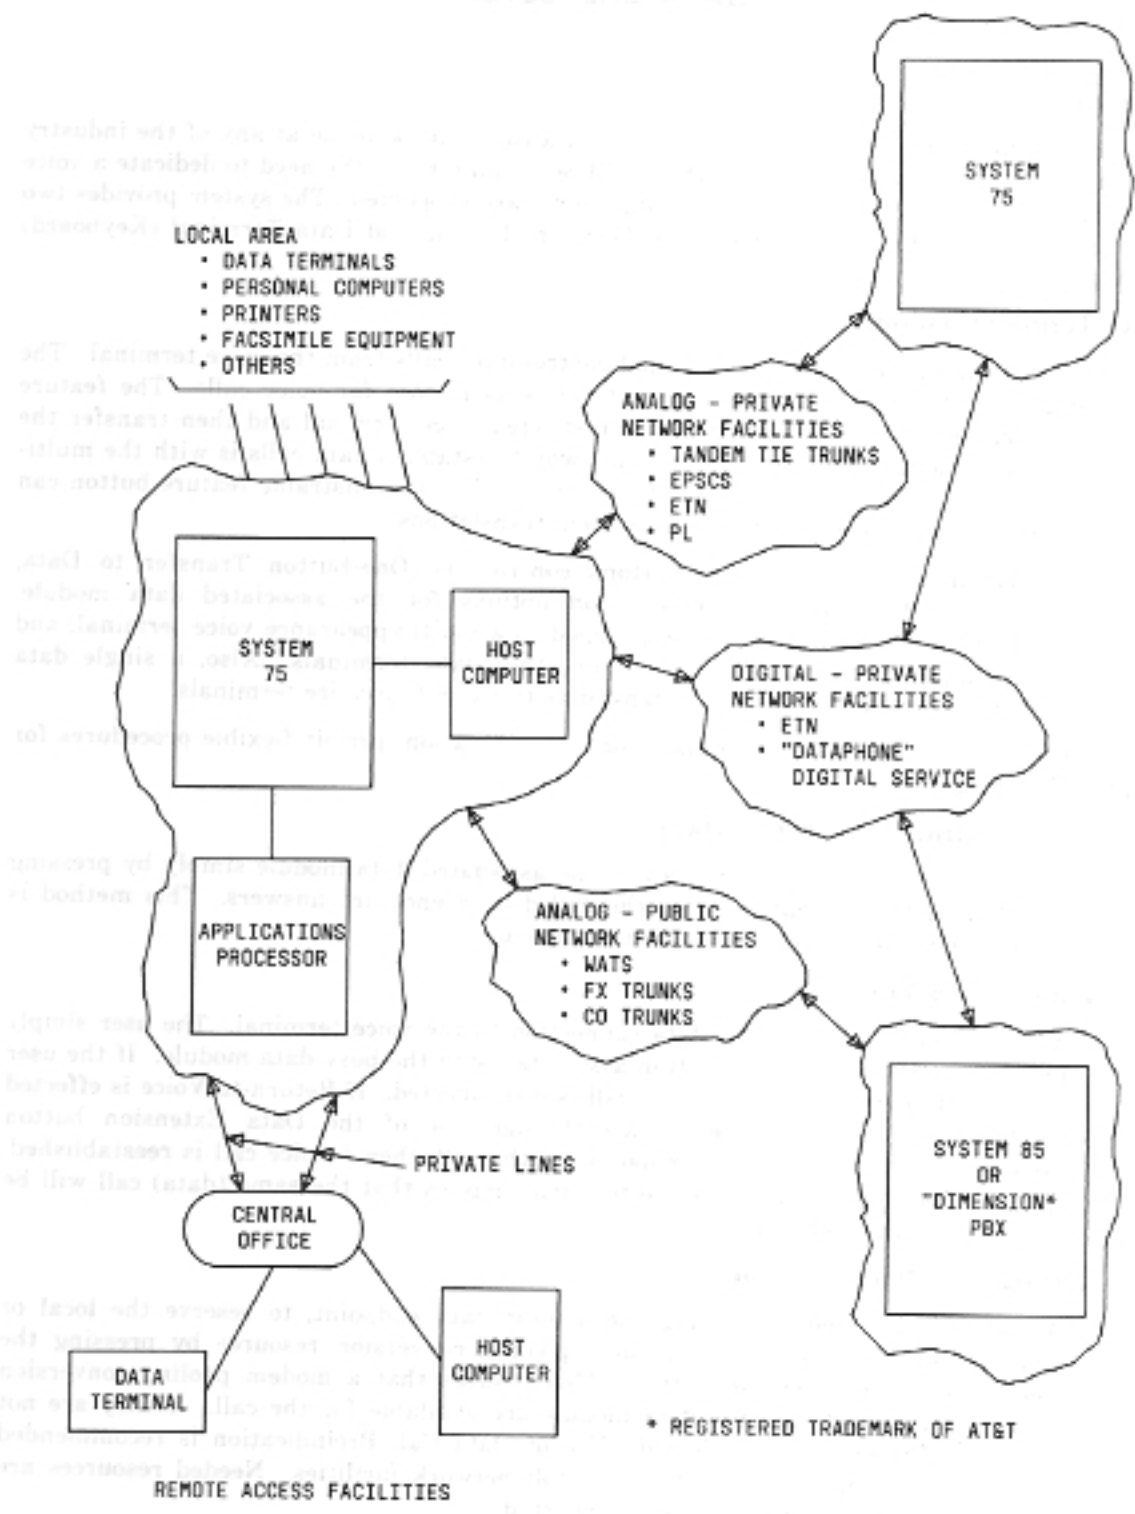 SYSTEM
75
LOCAL AREA
• DATA TERMINALS
• PERSONAL COMPUTERS
• PRINTERS
• FACSIMILE EQUIPMENT
• OTHERS
ANALOG - PRIVATE
NETWORK FACILITIES
• TANDEM TIE TRUNKS
• EPSCS
• ETN
• PL
SYSTEM
75
HOST
COMPUTER
DIGITAL - PRIVATE
NETWORK FACILITIES
• ETN
• "DATAPHONE"
DIGITAL SERVICE
APPLICATIONS
PROCESSOR
ANALOG - PUBLIC
NETWORK FACILITIES
• WATS
• FX TRUNKS
• CO TRUNKS
SYSTEM 85
OR
"DIMENSION*
PBX
PRIVATE LINES
CENTRAL
OFFICE
HOST
COMPUTER
DATA
TERMINAL
* REGISTERED TRADEMARK OF AT&T
REMOTE ACCESS FACILITIES